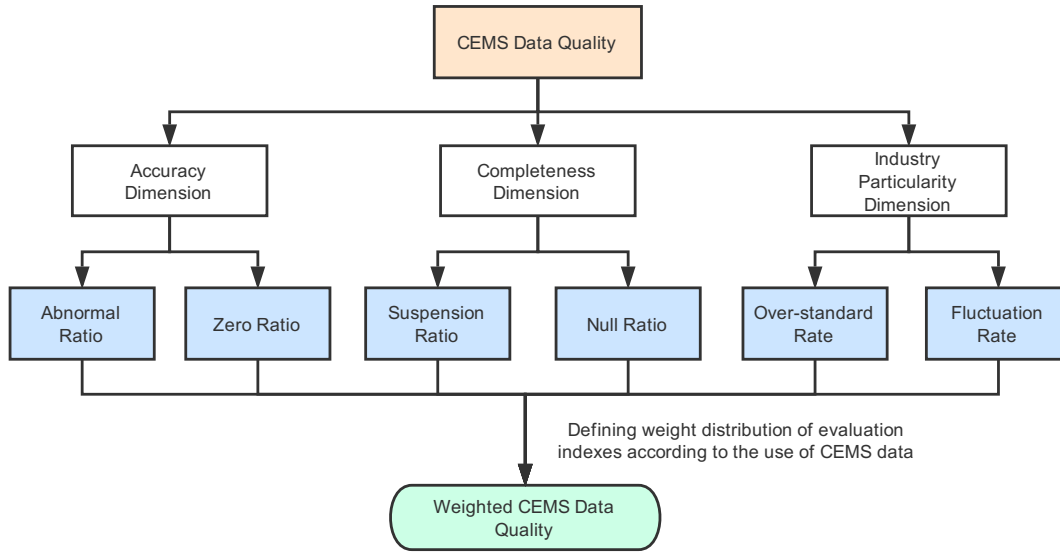 CEMS Data Quality
Accuracy
Dimension
Completeness
Dimension
Industry
Particularity
Dimension
Abnormal
Ratio
Zero Ratio
Suspension
Ratio
Null Ratio
Over-standard
Rate
Fluctuation
Rate
Defining weight distribution of evaluation
indexes according to the use of CEMS data
Weighted CEMS Data
Quality